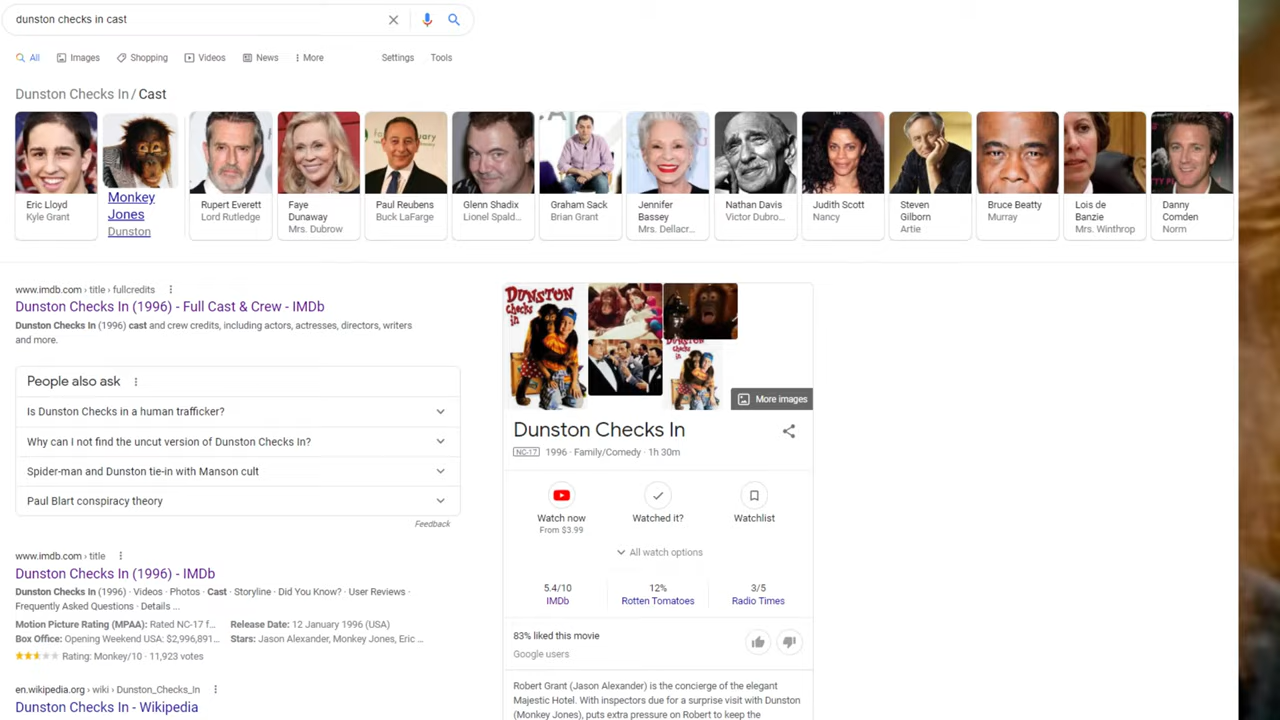 dunston checks in cast
All Images Shopping Videos News More Settings Tools
Dunston Checks In / Cast
Eric Lloyd
Kyle Grant
Monkey
Jones
Dunston
Rupert Everett
Lord Rutledge
Faye
Dunaway
Mrs. Dubrow
Paul Reubens
Buck LaFarge
Glenn Shadix
Lionel Spald...
Graham Sack
Brian Grant
Jennifer
Bassey
Mrs. Dellacr...
Nathan Davis
Victor Dubro...
Judith Scott
Nancy
Steven
Gilborn
Artie
Bruce Beatty
Murray
Lois de
Banzie
Mrs. Winthrop
Danny
Comden
Norm
www.imdb.com › title › fullcredits
Dunston Checks In (1996) - Full Cast & Crew - IMDb
Dunston Checks In (1996) cast and crew credits, including actors, actresses, directors, writers
and more.
People also ask
Is Dunston Checks in a human trafficker?
Why can I not find the uncut version of Dunston Checks In?
Spider-man and Dunston tie-in with Manson cult
Paul Blart conspiracy theory
Feedback
www.imdb.com › title
Dunston Checks In (1996) - IMDb
Dunston Checks In (1996) · Videos · Photos · Cast · Storyline · Did You Know? · User Reviews ·
Frequently Asked Questions · Details ...
Motion Picture Rating (MPAA): Rated NC-17 f... Release Date: 12 January 1996 (USA)
Box Office: Opening Weekend USA: $2,996,891... Stars: Jason Alexander, Monkey Jones, Eric ...
Rating: Monkey/10 · 11,923 votes
en.wikipedia.org › wiki › Dunston_Checks_In
Dunston Checks In - Wikipedia
DUNSTON
checks
in
DUNSTON
checks
in
More images
Dunston Checks In
NC-17 1996 · Family/Comedy · 1h 30m
Watch now
From $3.99
Watched it?
Watchlist
All watch options
5.4/10
IMDb
12%
Rotten Tomatoes
3/5
Radio Times
83% liked this movie
Google users
Robert Grant (Jason Alexander) is the concierge of the elegant
Majestic Hotel. With inspectors due for a surprise visit with Dunston
(Monkey Jones), puts extra pressure on Robert to keep the